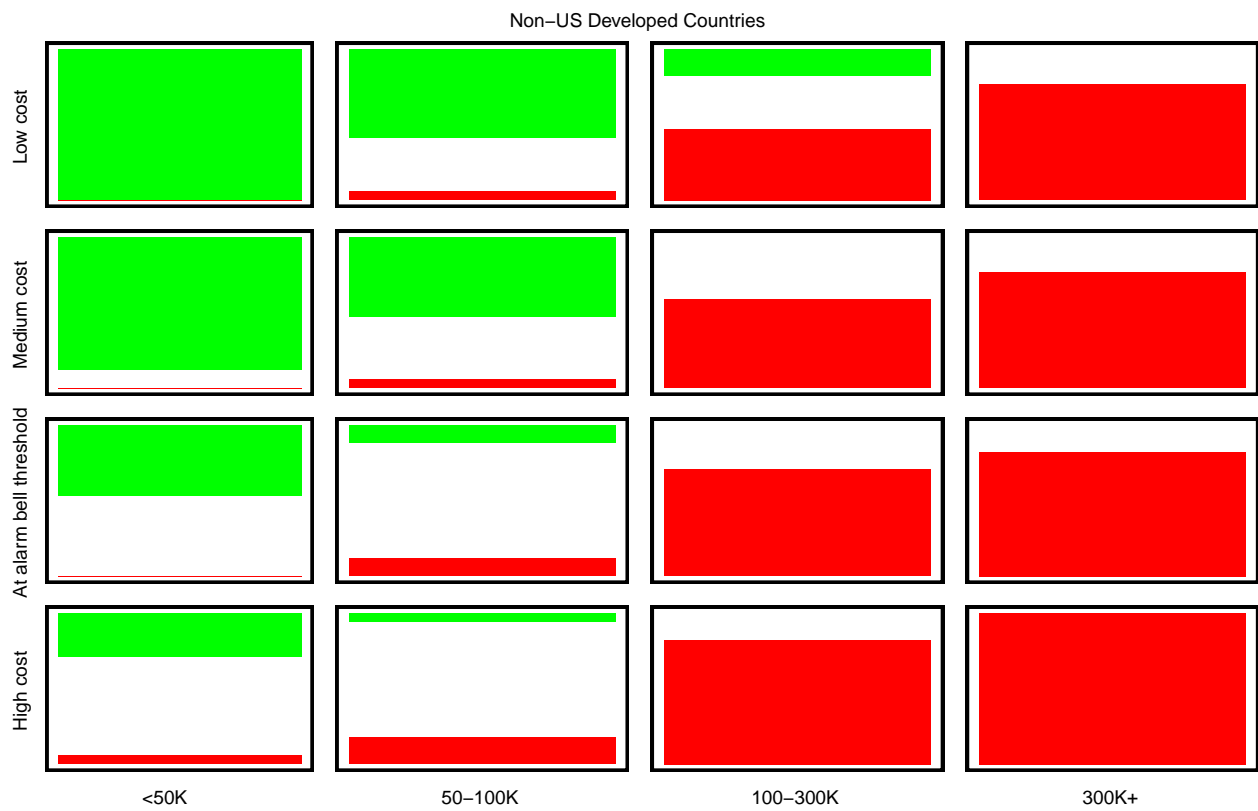 Non−US Developed Countries
Low cost
Medium cost
At alarm bell threshold
High cost
<50K
50−100K
100−300K
300K+